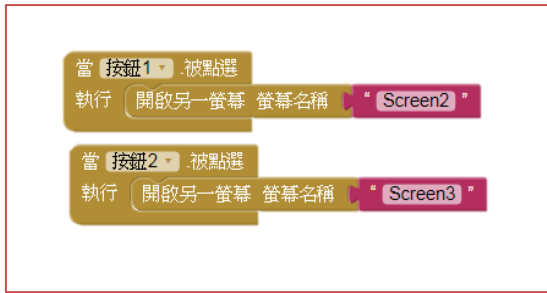 當 按鈕1 .被點選
執行 開啟另一螢幕 螢幕名稱 " Screen2 "
當 按鈕2 .被點選
執行 開啟另一螢幕 螢幕名稱 " Screen3 "